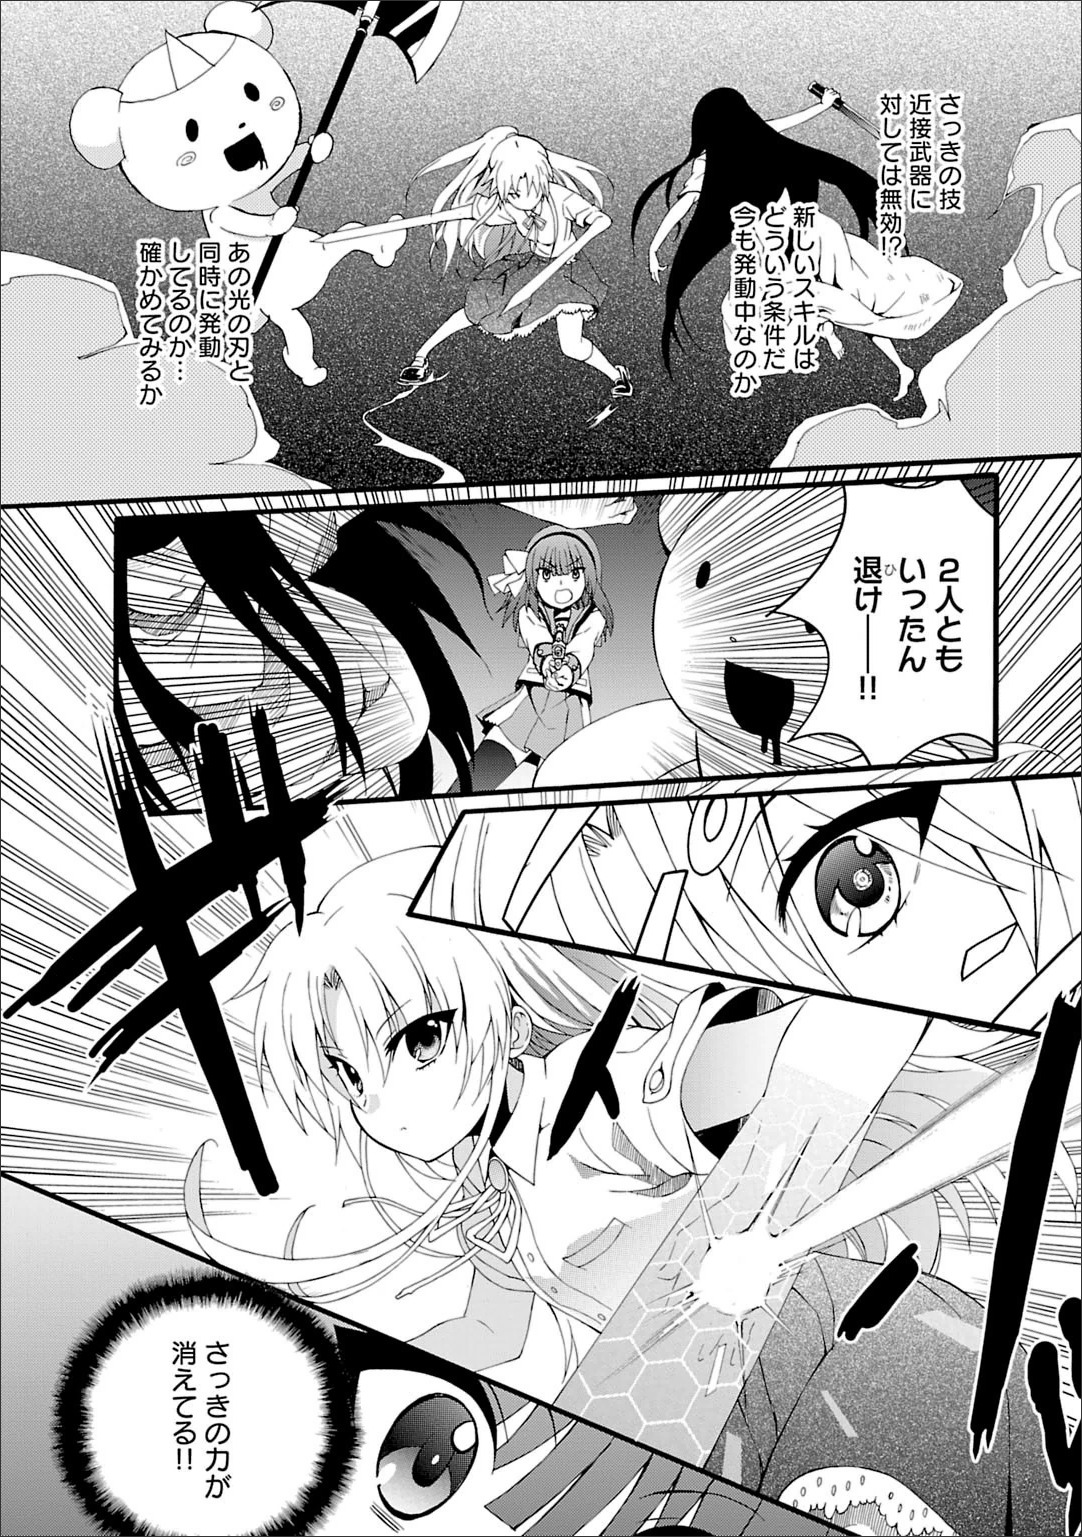 さっきの技
近接武器に
対しては無効!?
新しいスキルは
どういう条件だ
今も発動中なのか
あの光の刃と
同時に発動
してるのか…
確かめてみるか
2人とも
いったん
退け――!!
ひ
ギィン
さっきの力が
消えてる!!